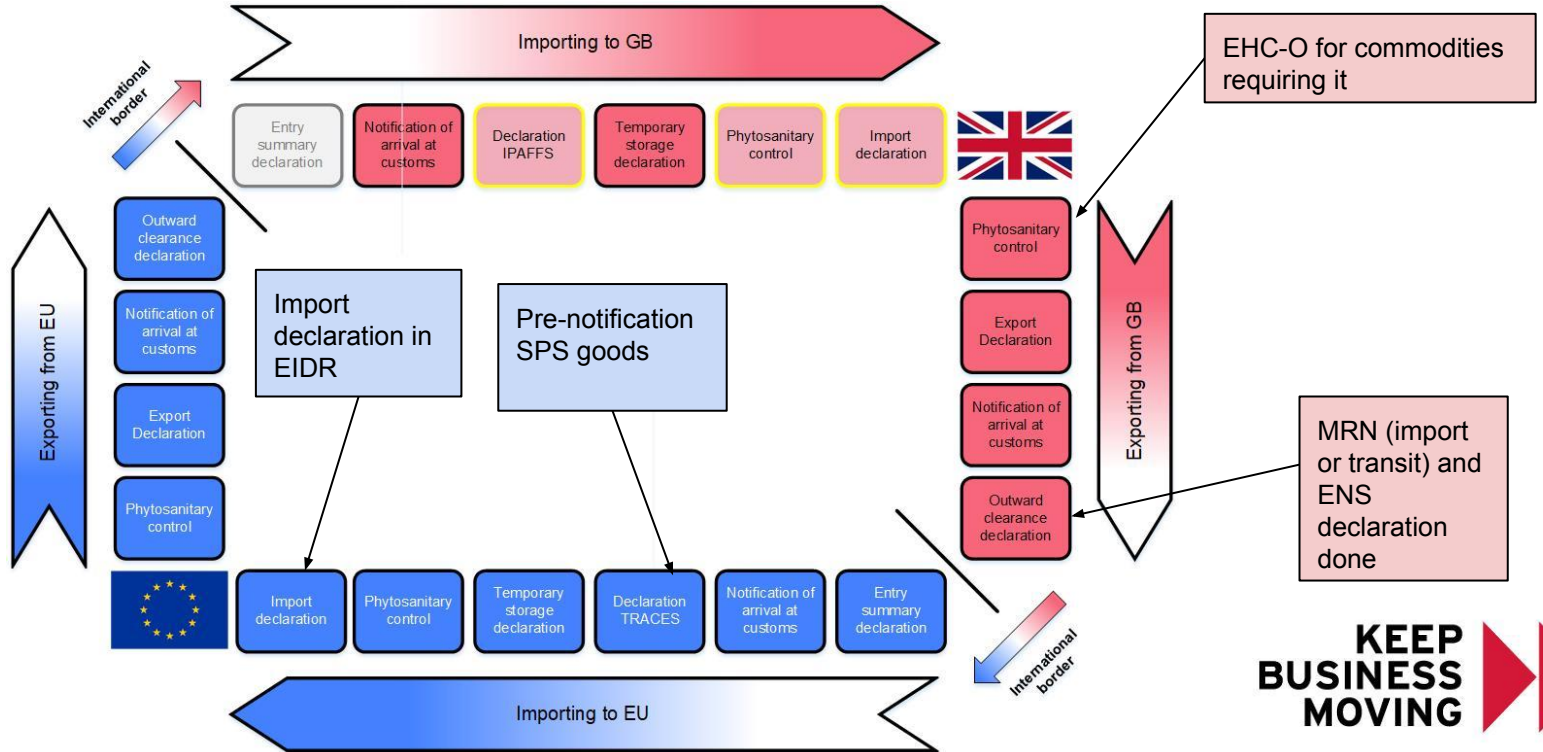 Importing to GB
EHC-O for commodities
requiring it
International
border
Entry
summary
declaration
Notification of
arrival at
customs
Declaration
IPAFFS
Temporary
storage
declaration
Phytosanitary
control
Import
declaration
Outward
clearance
declaration
Notification of
arrival at
customs
Export
Declaration
Phytosanitary
control
Exporting from EU
Import
declaration in
EIDR
Pre-notification
SPS goods
Phytosanitary
control
Export
Declaration
Notification of
arrival at
customs
Outward
clearance
declaration
Exporting from GB
MRN (import
or transit) and
ENS
declaration
done
Import
declaration
Phytosanitary
control
Temporary
storage
declaration
Declaration
TRACES
Notification of
arrival at
customs
Entry
summary
declaration
International
border
Importing to EU
KEEP
BUSINESS
MOVING